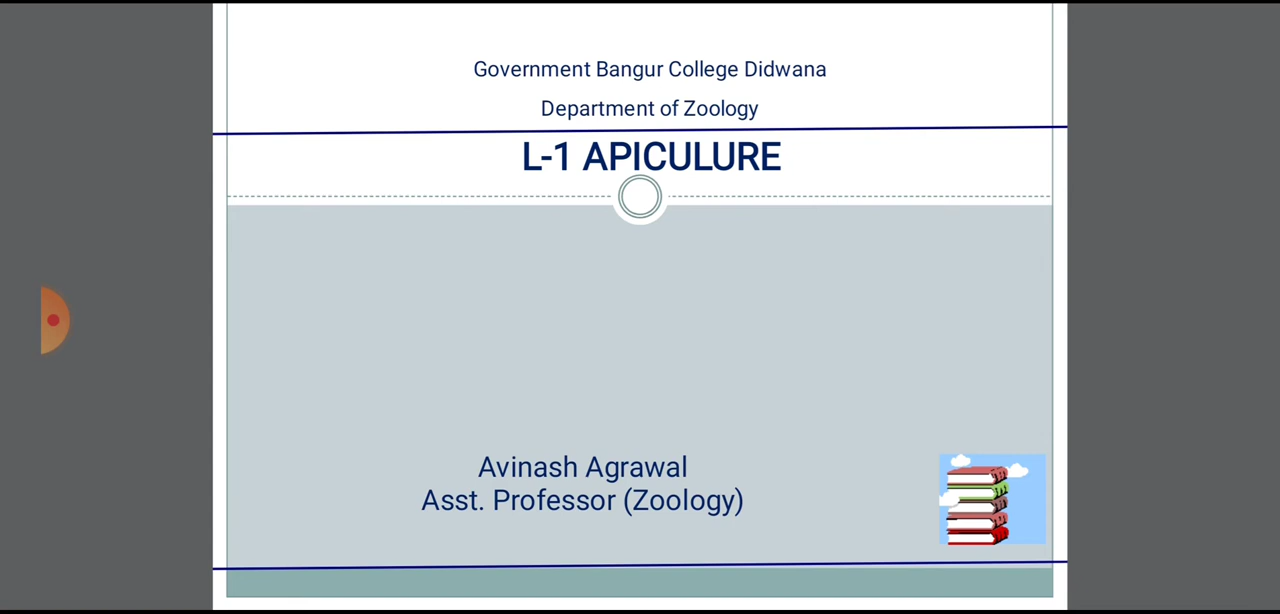 Government Bangur College Didwana
Department of Zoology
L-1 APICULURE
Avinash Agrawal
Asst. Professor (Zoology)